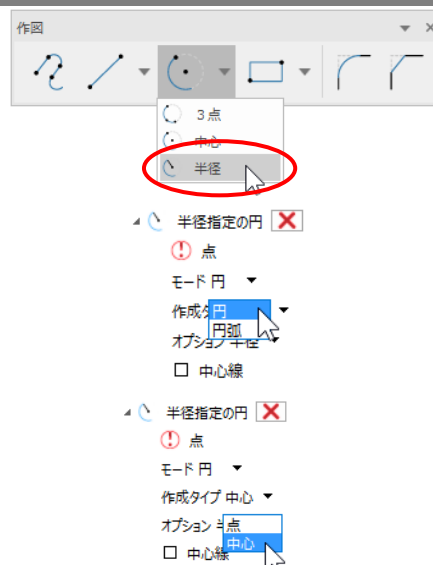 作図
3点
中心
半径
半径指定の円
点
モード 円
作成タ
円
円弧
オプション 半径
中心線
半径指定の円
点
モード 円
作成タイプ 中心
オプション
点
中心
中心線